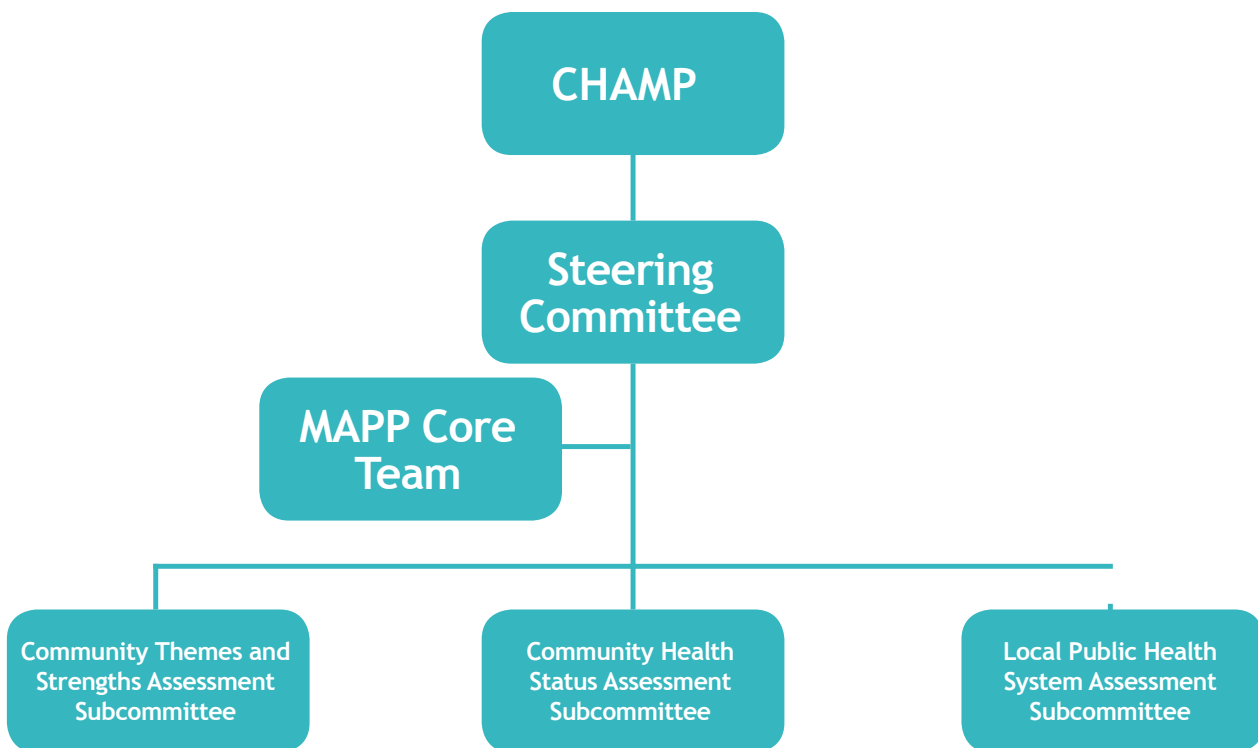 CHAMP
Steering
Committee
MAPP Core
Team
Community Themes and
Strengths Assessment
Subcommittee
Community Health
Status Assessment
Subcommittee
Local Public Health
System Assessment
Subcommittee